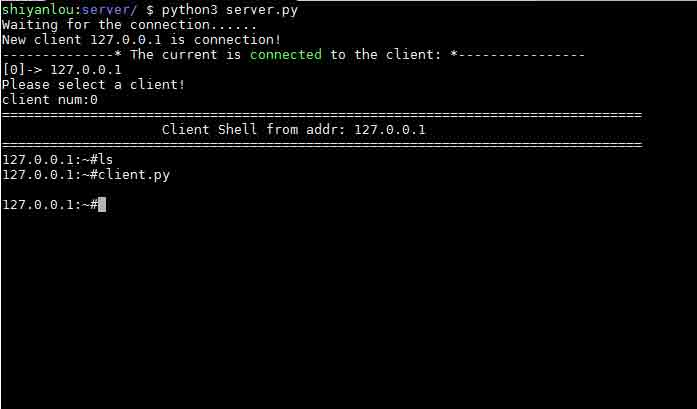 shiyanlou:server/ $ python3 server.py
Waiting for the connection......
New client 127.0.0.1 is connection!
--------------* The current is connected to the client: *----------------
[0]-> 127.0.0.1
Please select a client!
client num:0
================================================================================
Client Shell from addr: 127.0.0.1
================================================================================
127.0.0.1:~#ls
127.0.0.1:~#client.py
127.0.0.1:~#